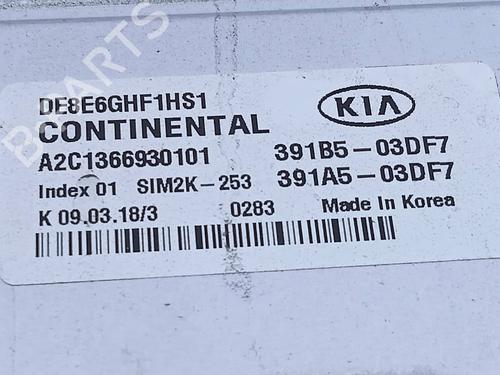 B-PARTS
DE8E6GHF1HS1
KIA
CONTINENTAL
A2C1366930101 391B5-03DF7
Index 01 SIM2K-253 391A5-03DF7
K 09.03.18/3 0283 Made In Korea